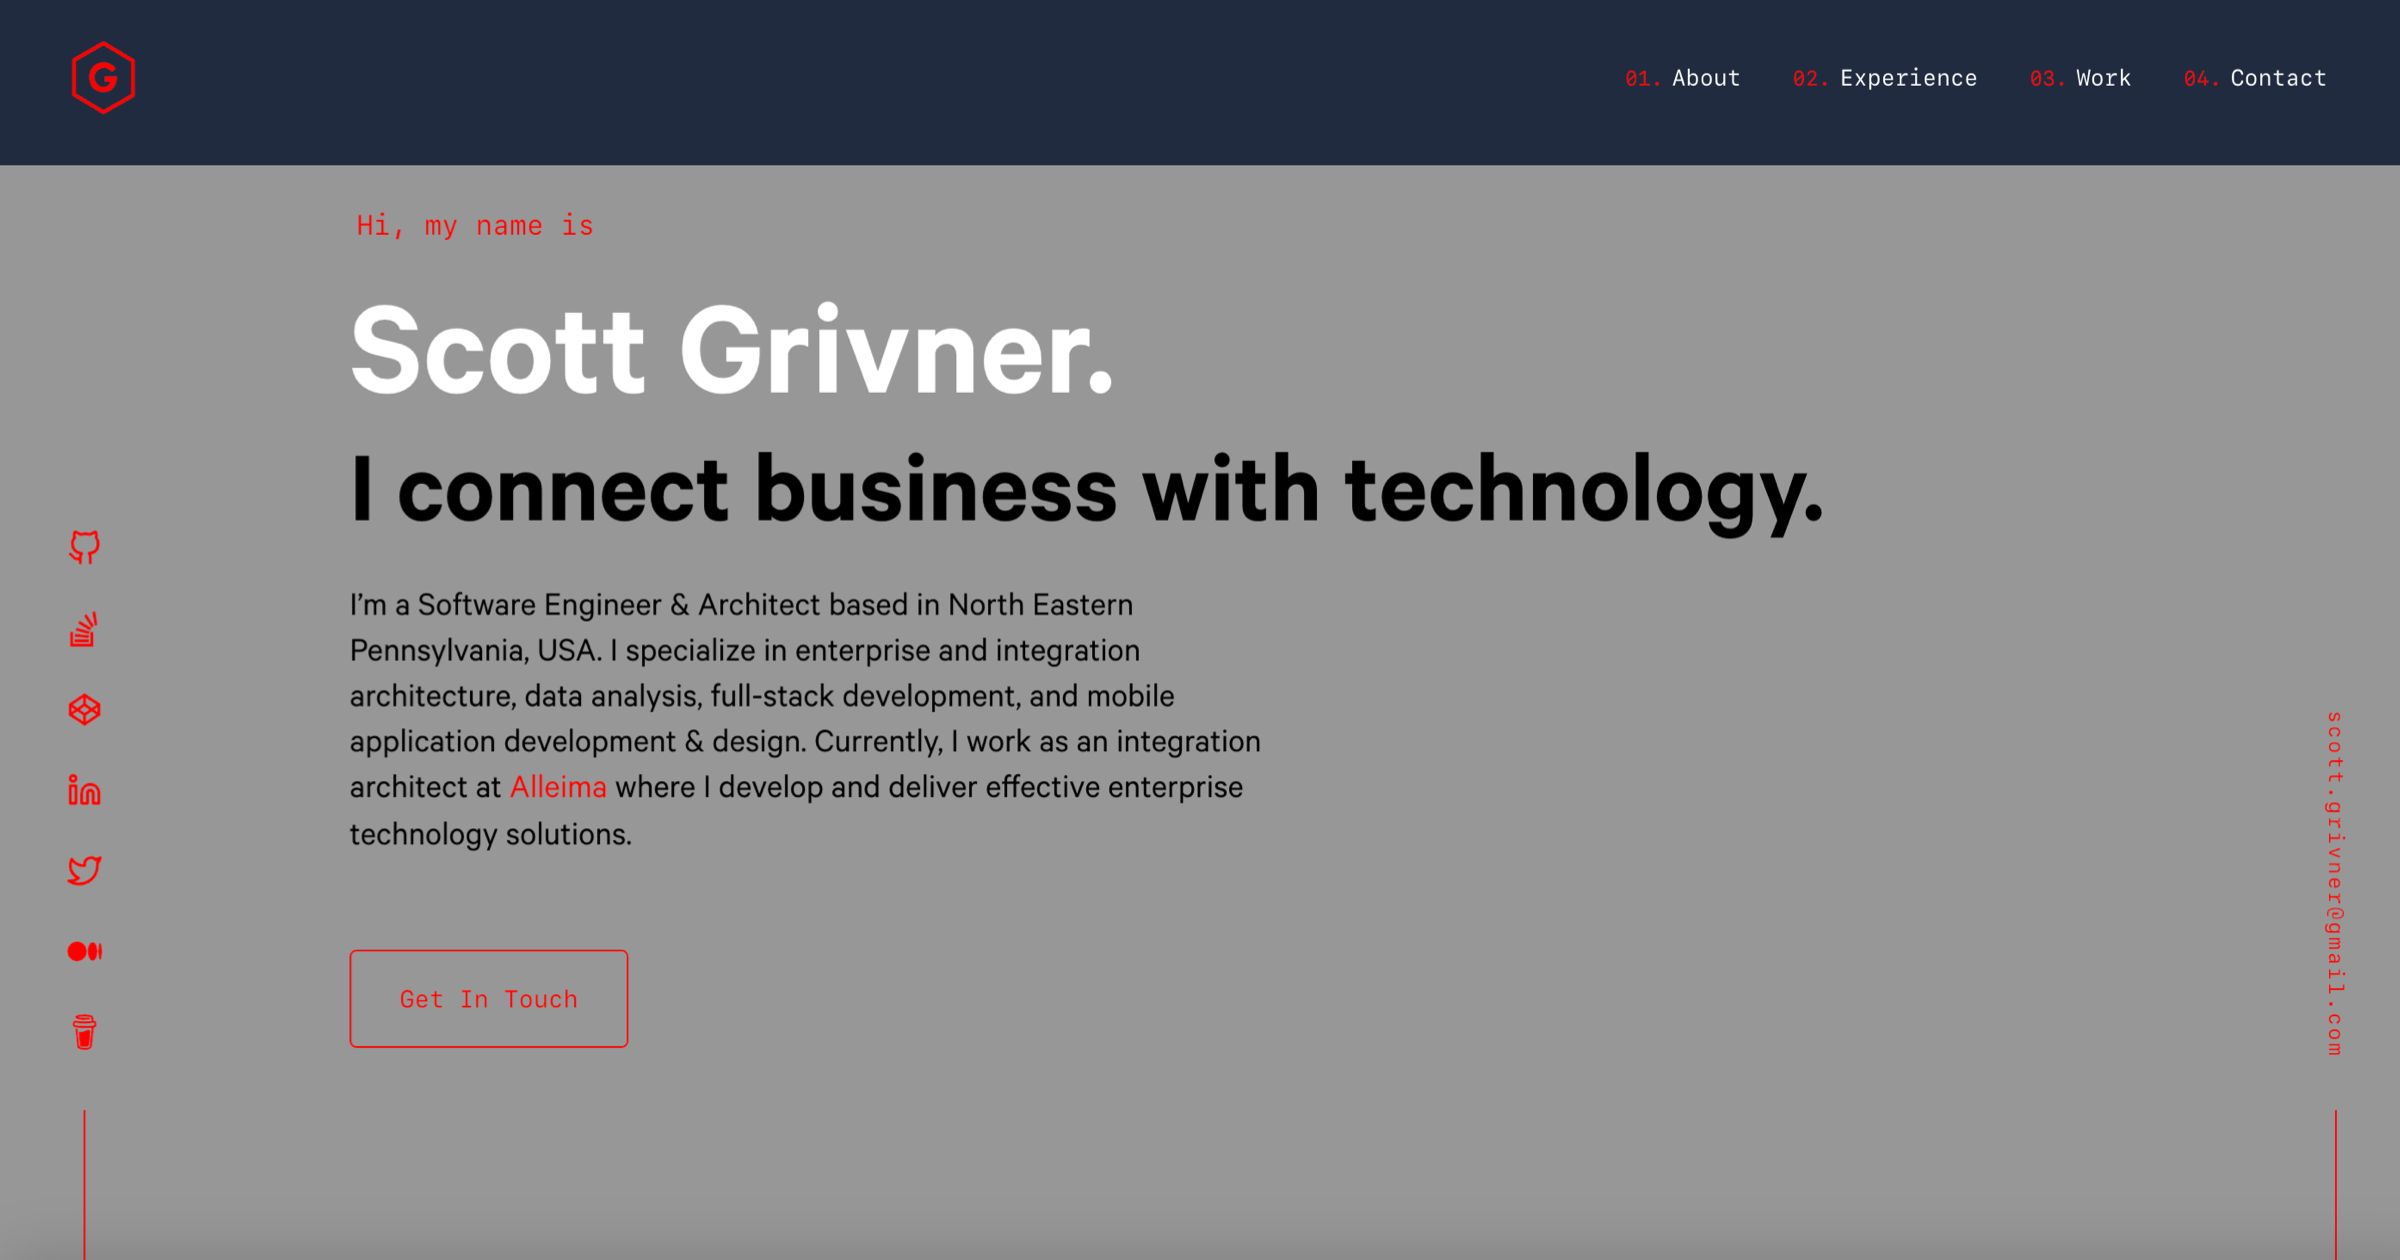 G
01. About 02. Experience 03. Work 04. Contact
Hi, my name is
Scott Grivner.
I connect business with technology.
I’m a Software Engineer & Architect based in North Eastern
Pennsylvania, USA. I specialize in enterprise and integration
architecture, data analysis, full-stack development, and mobile
application development & design. Currently, I work as an integration
architect at Alleima where I develop and deliver effective enterprise
technology solutions.
Get In Touch
scott.grivner@gmail.com